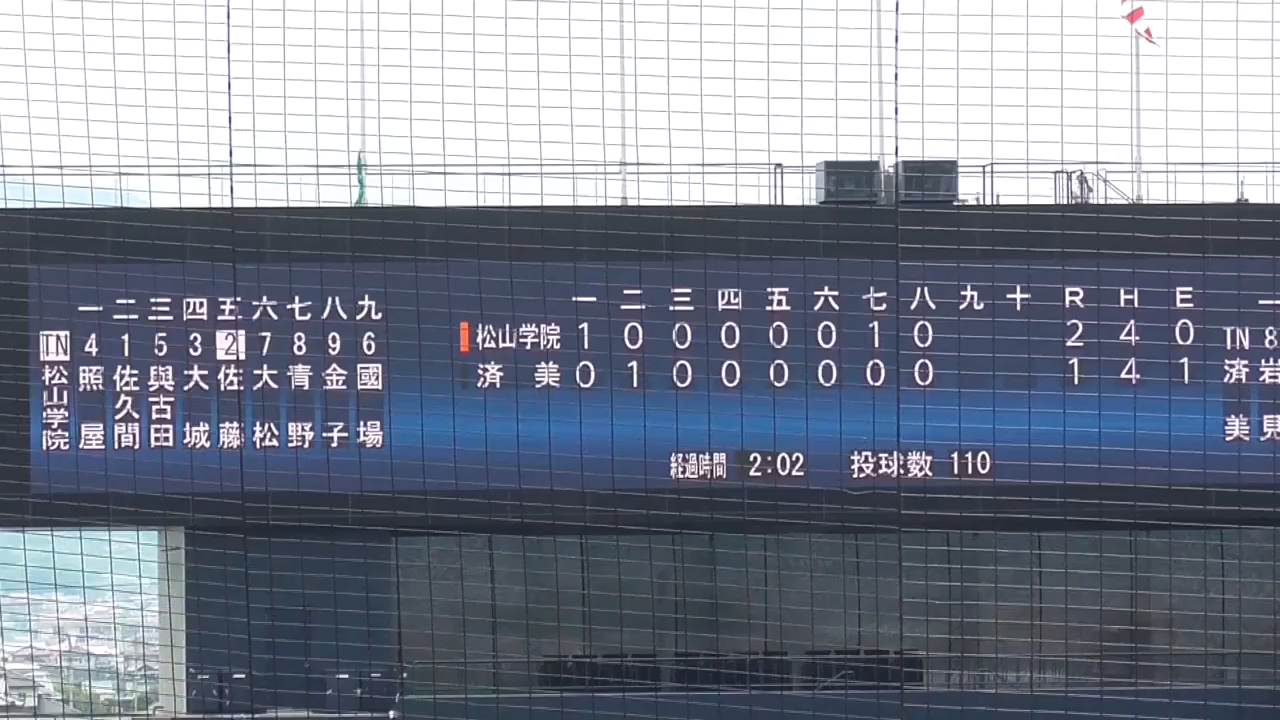 一 二 三 四 五 六 七 八 九
TN 4 1 5 3 2 7 8 9 6
松山学院 照屋 佐久間 與古田 大城 佐藤 大松 青野 金子 國場
一 二 三 四 五 六 七 八 九 十 R H E
松山学院 1 0 0 0 0 0 1 0 2 4 0
済美 0 1 0 0 0 0 0 0 1 4 1
経過時間 2:02 投球数 110
一
TN 8
済美 岩見